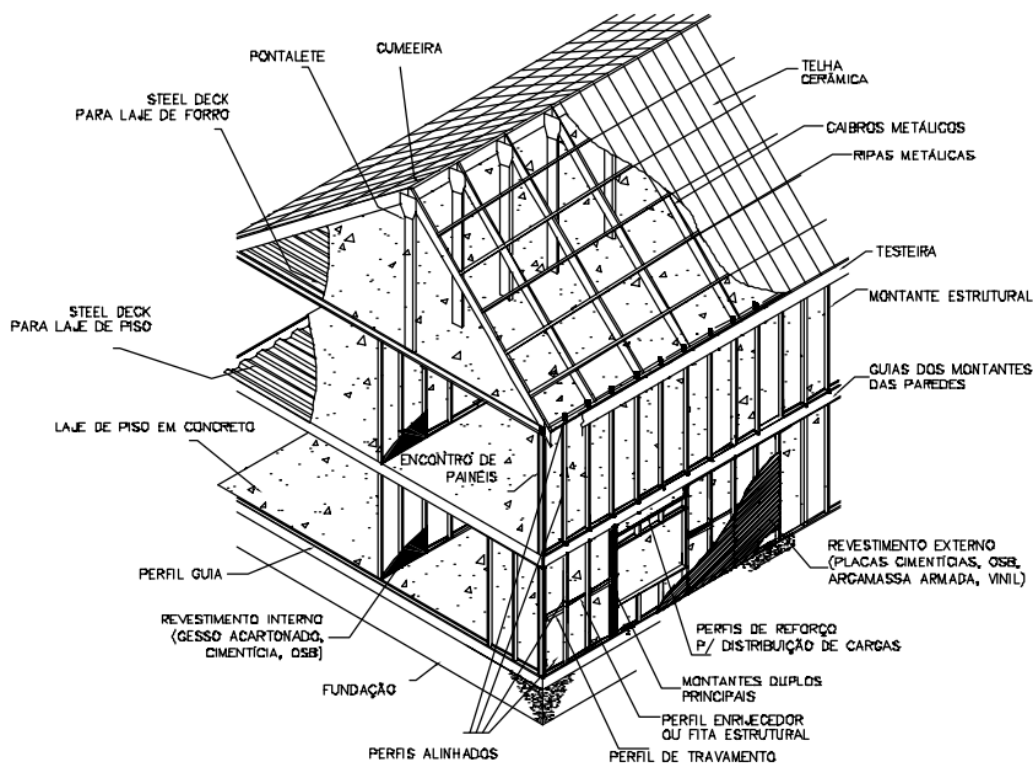 CUMEEIRA
PONTALETE
TELHA
CERÂMICA
STEEL DECK
PARA LAJE DE FORRO
CAIBROS METÁLICOS
RIPAS METÁLICAS
TESTEIRA
MONTANTE ESTRUTURAL
STEEL DECK
PARA LAJE DE PISO
GUIAS DOS MONTANTES
DAS PAREDES
LAJE DE PISO EM CONCRETO
ENCONTRO DE
PAINÉIS
REVESTIMENTO EXTERNO
(PLACAS CIMENTÍCIAS, OSB,
ARGAMASSA ARMADA, VINIL)
PERFIL GUIA
REVESTIMENTO INTERNO
(GESSO ACARTONADO,
CIMENTÍCIA, OSB)
PERFIS DE REFORÇO
P/ DISTRIBUIÇÃO DE CARGAS
FUNDAÇÃO
MONTANTES DUPLOS
PRINCIPAIS
PERFIL ENRIJECEDOR
OU FITA ESTRUTURAL
PERFIS ALINHADOS
PERFIL DE TRAVAMENTO